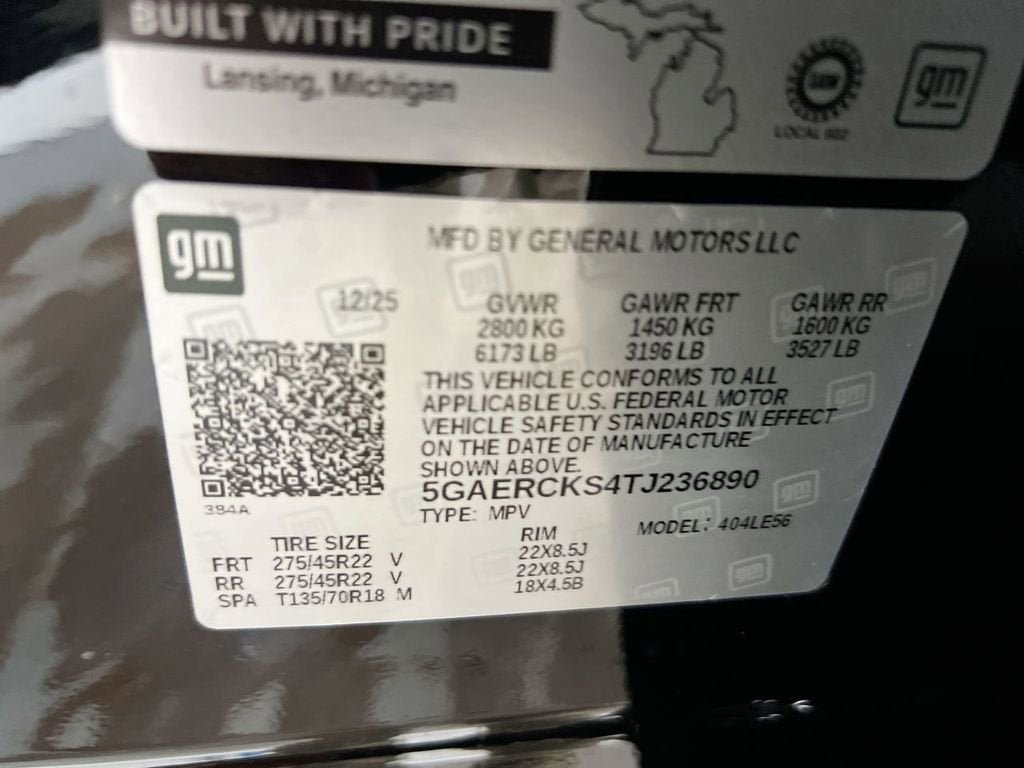 BUILT WITH PRIDE
Lansing, Michigan
LOCAL 602
gm
gm
MFD BY GENERAL MOTORS LLC
12/25 GVWR GAWR FRT GAWR RR
2800 KG 1450 KG 1600 KG
6173 LB 3196 LB 3527 LB
THIS VEHICLE CONFORMS TO ALL
APPLICABLE U.S. FEDERAL MOTOR
VEHICLE SAFETY STANDARDS IN EFFECT
ON THE DATE OF MANUFACTURE
SHOWN ABOVE.
5GAERCKS4TJ236890
384A
TYPE: MPV MODEL: 404LE56
TIRE SIZE RIM
FRT 275/45R22 V 22X8.5J
RR 275/45R22 V 22X8.5J
SPA T135/70R18 M 18X4.5B